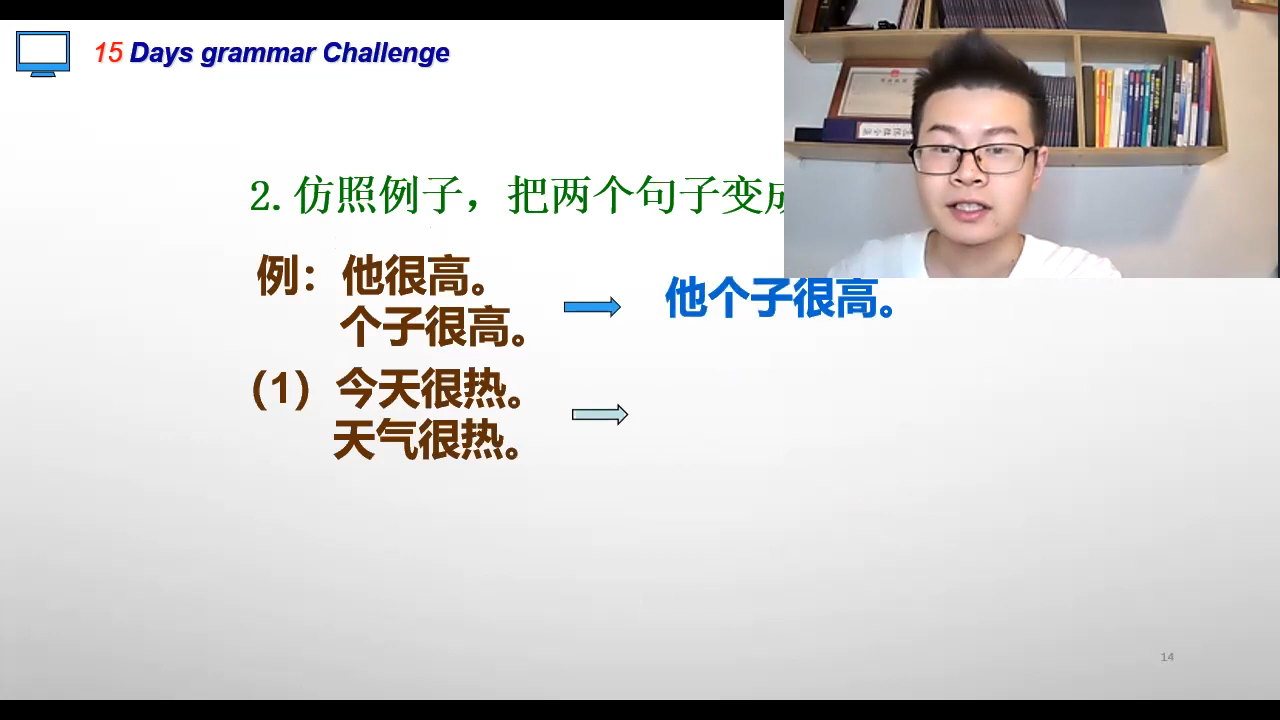 15 Days grammar Challenge
2. 仿照例子，把两个句子变
例：他很高。
个子很高。
他个子很高。
（1）今天很热。
天气很热。
14